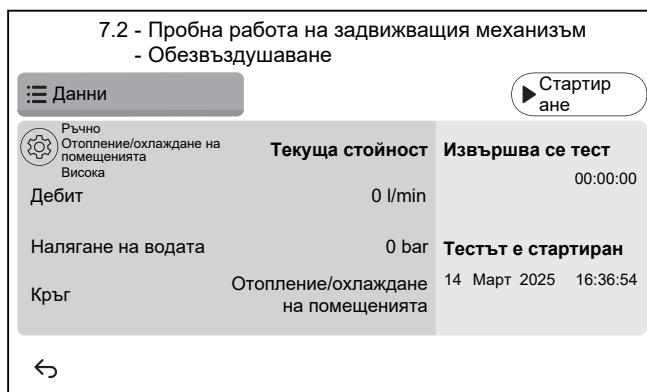 7.2 - Пробна работа на задвижващия механизъм
- Обезвъздушаване
Данни
Стартир
ане
Ръчно
Отопление/охлаждане на
помещенията
Висока
Текуща стойност
Извършва се тест
00:00:00
Дебит
0 l/min
Налягане на водата
0 bar
Тестът е стартиран
14 Март 2025 16:36:54
Кръг
Отопление/охлаждане
на помещенията